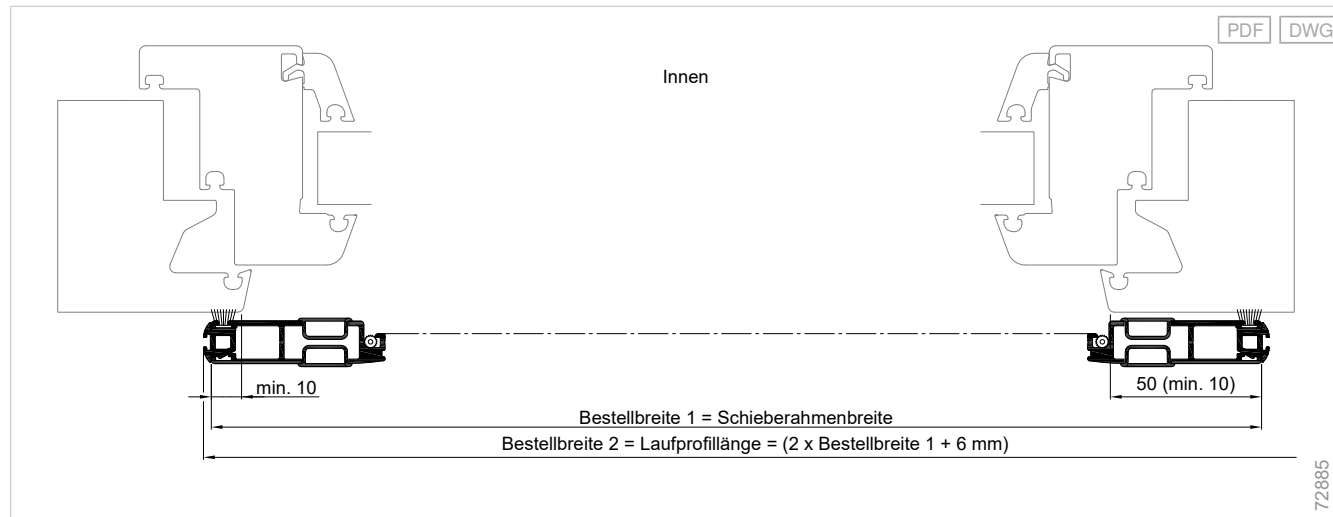 PDF DWG
Innen
min. 10
50 (min. 10)
Bestellbreite 1 = Schieberahmenbreite
Bestellbreite 2 = Laufprofillänge = (2 x Bestellbreite 1 + 6 mm)
72885